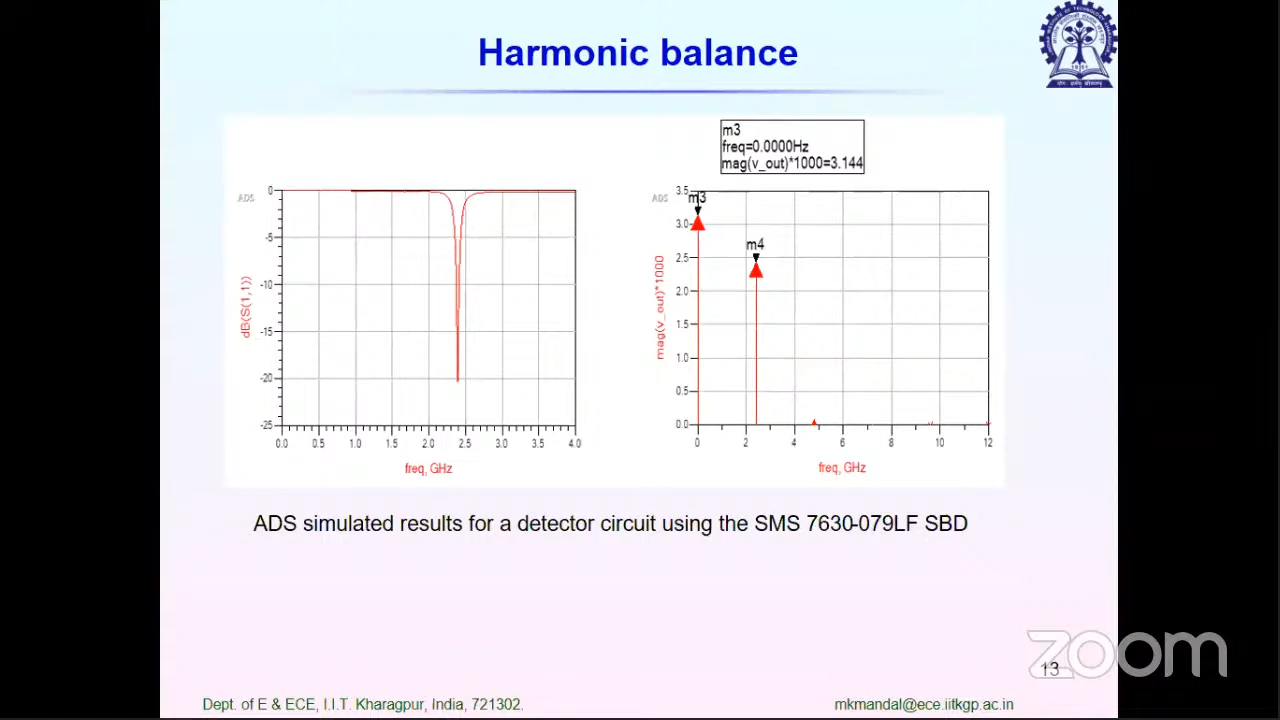 Harmonic balance
m3
freq=0.0000Hz
mag(v_out)*1000=3.144
ADS
0
-5
-10
-15
-20
-25
dB(S(1,1))
0.0 0.5 1.0 1.5 2.0 2.5 3.0 3.5 4.0
freq, GHz
ADS
m3
m4
3.5
3.0
2.5
2.0
1.5
1.0
0.5
0.0
mag(v_out)*1000
0 2 4 6 8 10 12
freq, GHz
ADS simulated results for a detector circuit using the SMS 7630-079LF SBD
zoom
13
Dept. of E & ECE, I.I.T. Kharagpur, India, 721302.
mkmandal@ece.iitkgp.ac.in